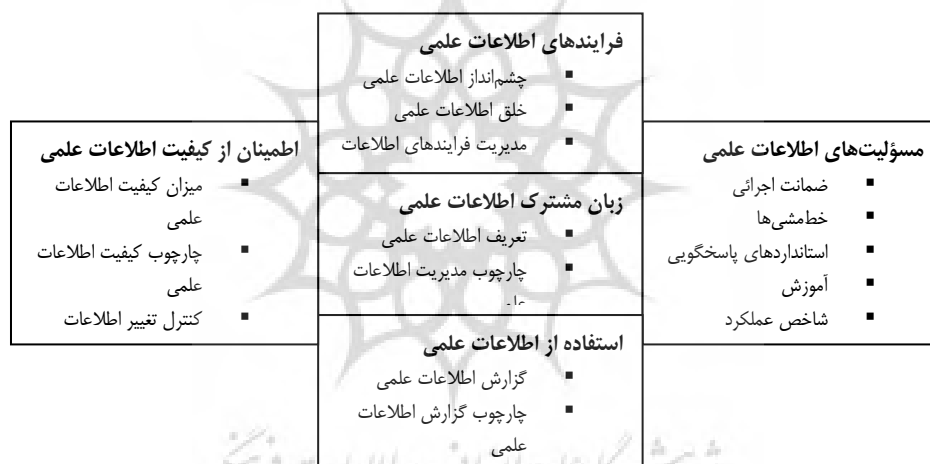 فرایندهای اطلاعات علمی
▪ چشم‌انداز اطلاعات علمی
▪ خلق اطلاعات علمی
▪ مدیریت فرایندهای اطلاعات
مسؤلیت‌های اطلاعات علمی
▪ ضمانت اجرائی
▪ خط‌مشی‌ها
▪ استانداردهای پاسخگویی
▪ آموزش
▪ شاخص عملکرد
زبان مشترک اطلاعات علمی
▪ تعریف اطلاعات علمی
▪ چارچوب مدیریت اطلاعات
اطمینان از کیفیت اطلاعات علمی
▪ میزان کیفیت اطلاعات
علمی
▪ چارچوب کیفیت اطلاعات
علمی
▪ کنترل تغییر اطلاعات
استفاده از اطلاعات علمی
▪ گزارش اطلاعات علمی
▪ چارچوب گزارش اطلاعات
علمی